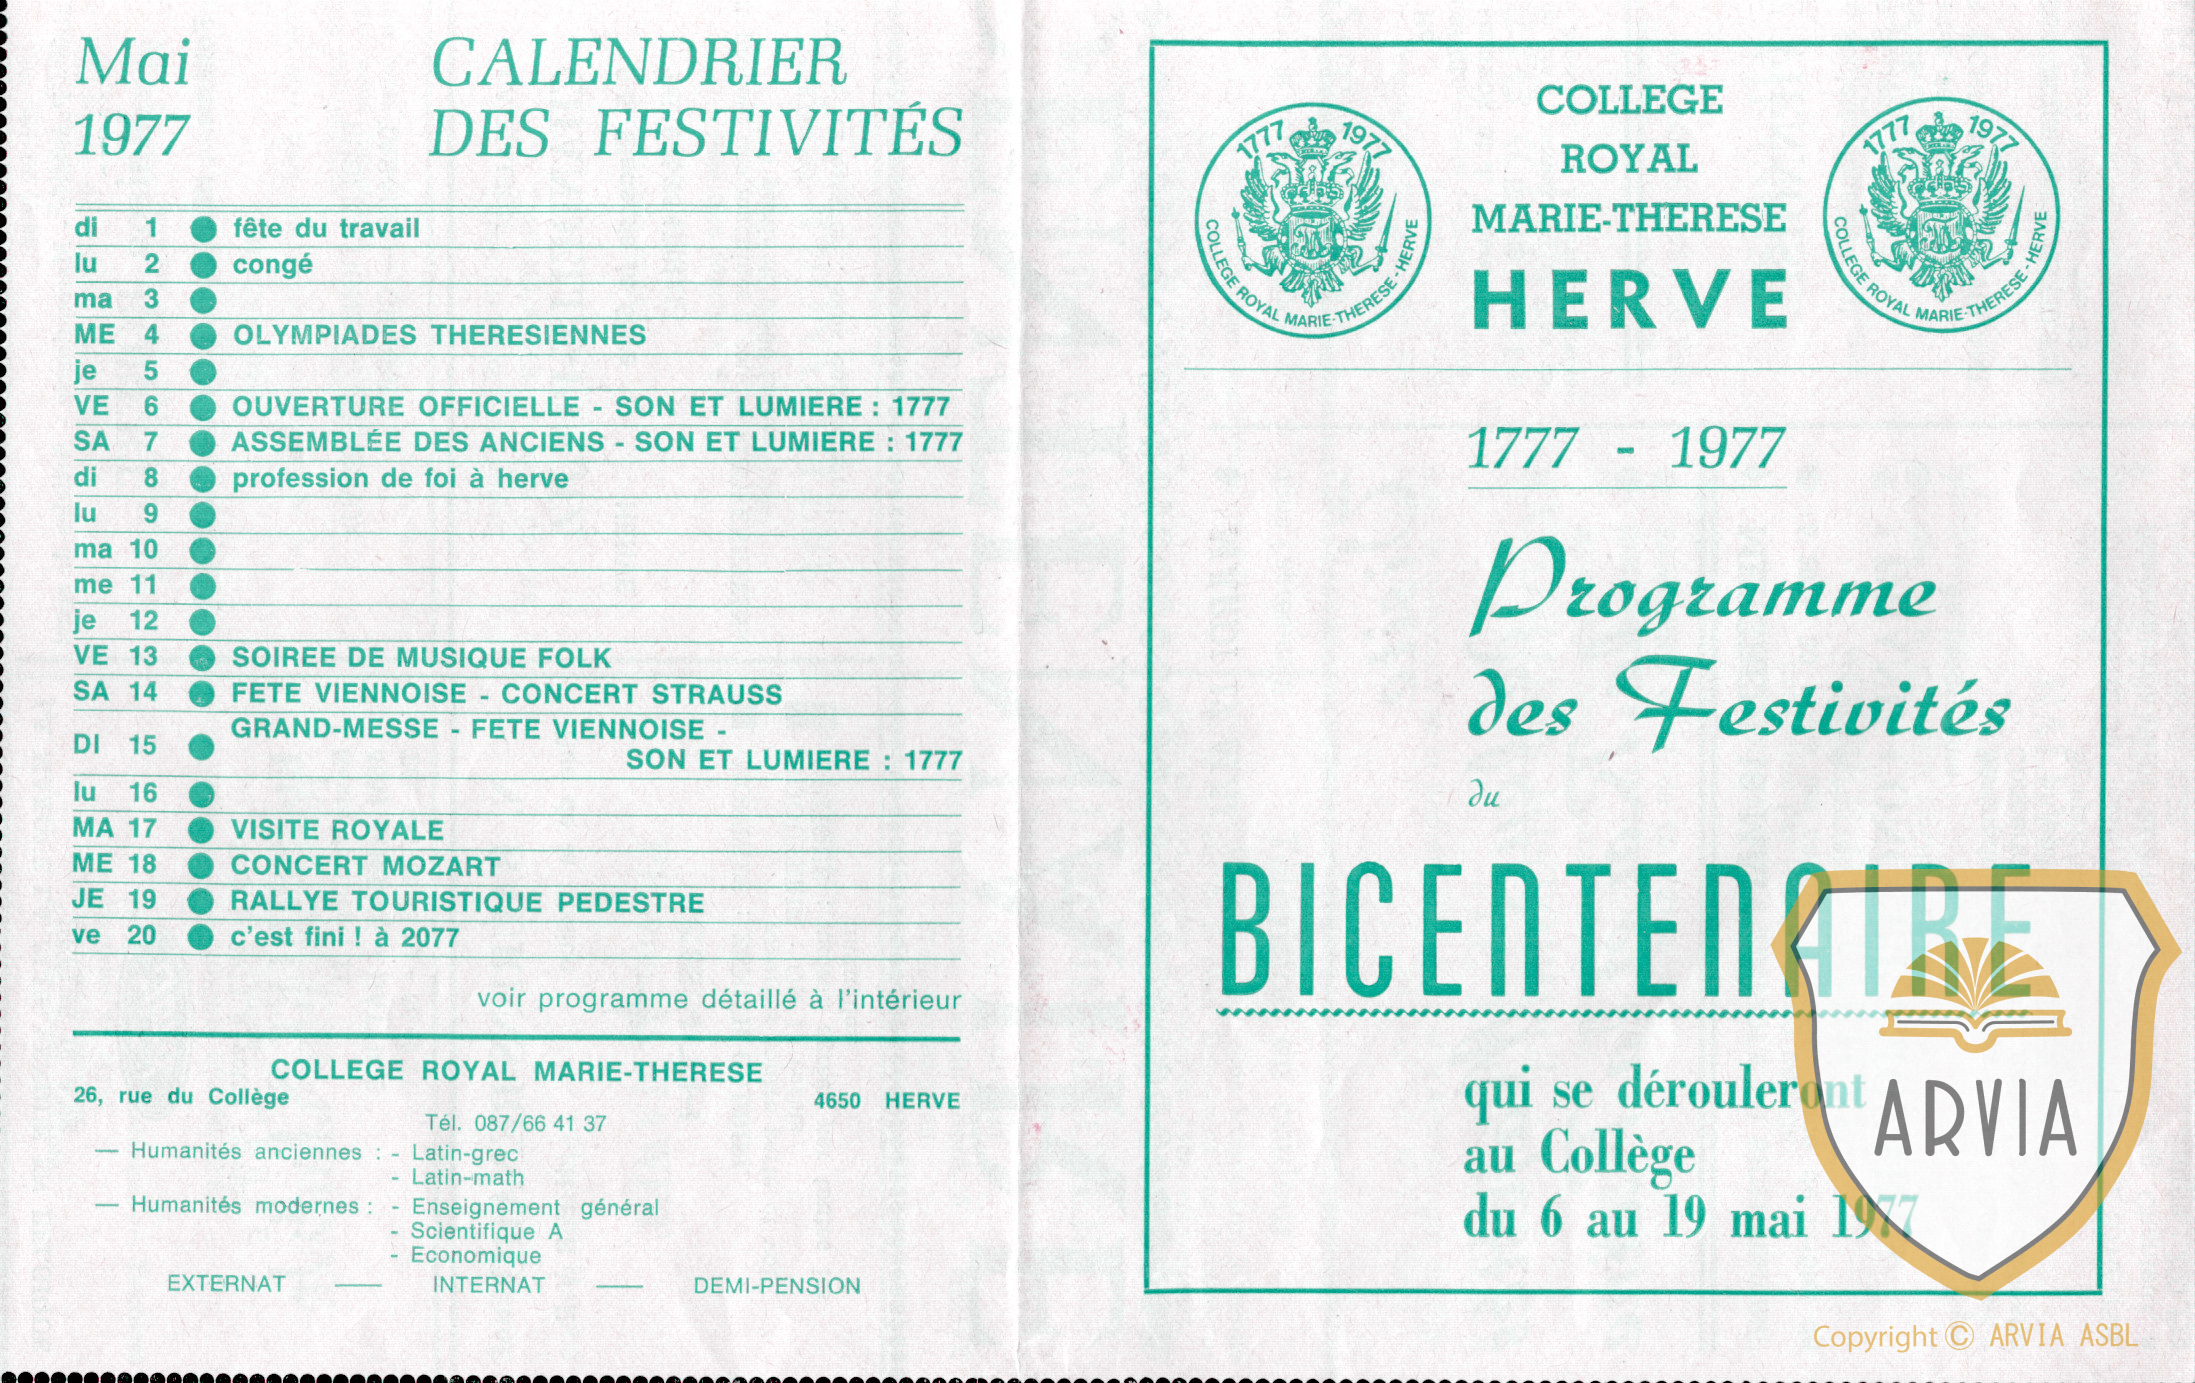 Mai
1977
CALENDRIER
DES FESTIVITÉS
di 1 ● fête du travail
lu 2 ● congé
ma 3 ●
ME 4 ● OLYMPIADES THERESIENNES
je 5 ●
VE 6 ● OUVERTURE OFFICIELLE - SON ET LUMIERE : 1777
SA 7 ● ASSEMBLÉE DES ANCIENS - SON ET LUMIERE : 1777
di 8 ● profession de foi à herve
lu 9 ●
ma 10 ●
me 11 ●
je 12 ●
VE 13 ● SOIREE DE MUSIQUE FOLK
SA 14 ● FETE VIENNOISE - CONCERT STRAUSS
DI 15 ● GRAND-MESSE - FETE VIENNOISE -
SON ET LUMIERE : 1777
lu 16 ●
MA 17 ● VISITE ROYALE
ME 18 ● CONCERT MOZART
JE 19 ● RALLYE TOURISTIQUE PEDESTRE
ve 20 ● c'est fini ! à 2077
voir programme détaillé à l'intérieur
COLLEGE ROYAL MARIE-THERESE
26, rue du Collège 4650 HERVE
Tél. 087/66 41 37
— Humanités anciennes : - Latin-grec
- Latin-math
— Humanités modernes : - Enseignement général
- Scientifique A
- Economique
EXTERNAT — INTERNAT — DEMI-PENSION
1777 1977
COLLEGE ROYAL MARIE-THERESE - HERVE
COLLEGE
ROYAL
MARIE-THERESE
HERVE
1777 1977
COLLEGE ROYAL MARIE-THERESE - HERVE
1777 - 1977
Programme
des Festivités
du
BICENTENAIRE
qui se dérouleront
au Collège
du 6 au 19 mai 1977
ARVIA
Copyright © ARVIA ASBL